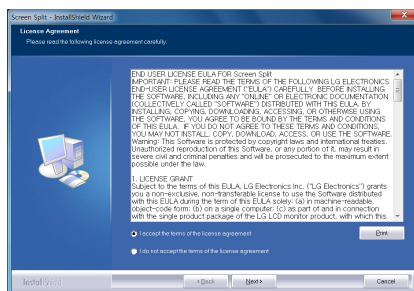 Screen Split - InstallShield Wizard
License Agreement
Please read the following license agreement carefully.
END USER LICENSE EULA FOR Screen Split
IMPORTANT: PLEASE READ THE TERMS OF THE FOLLOWING LG ELECTRONICS
END-USER LICENSE AGREEMENT ("EULA") CAREFULLY BEFORE INSTALLING
THE SOFTWARE, INCLUDING ANY "ONLINE" OR ELECTRONIC DOCUMENTATION
(COLLECTIVELY CALLED "SOFTWARE") DISTRIBUTED WITH THIS EULA. BY
INSTALLING, COPYING, DOWNLOADING, ACCESSING, OR OTHERWISE USING
THE SOFTWARE, YOU AGREE TO BE BOUND BY THE TERMS AND CONDITIONS
OF THIS EULA. IF YOU DO NOT AGREE TO THESE TERMS AND CONDITIONS,
YOU MAY NOT INSTALL, COPY, DOWNLOAD, ACCESS, OR USE THE SOFTWARE.
Warning: This Software is protected by copyright laws and international treaties.
Unauthorized reproduction of this Software, or any portion of it, may result in
severe civil and criminal penalties and will be prosecuted to the maximum extent
possible under the law.
1. LICENSE GRANT
Subject to the terms of this EULA, LG Electronics Inc. ("LG Electronics") grants
you a non-exclusive, non-transferable license to use the Software distributed
with this EULA during the term of this EULA solely: (a) in machine-readable,
object-code form; (b) on a single computer; (c) as part of and in connection
with the single product package of the LG LCD monitor product, with which this
I accept the terms of the license agreement
Print
I do not accept the terms of the license agreement
InstallShield
< Back
Next >
Cancel